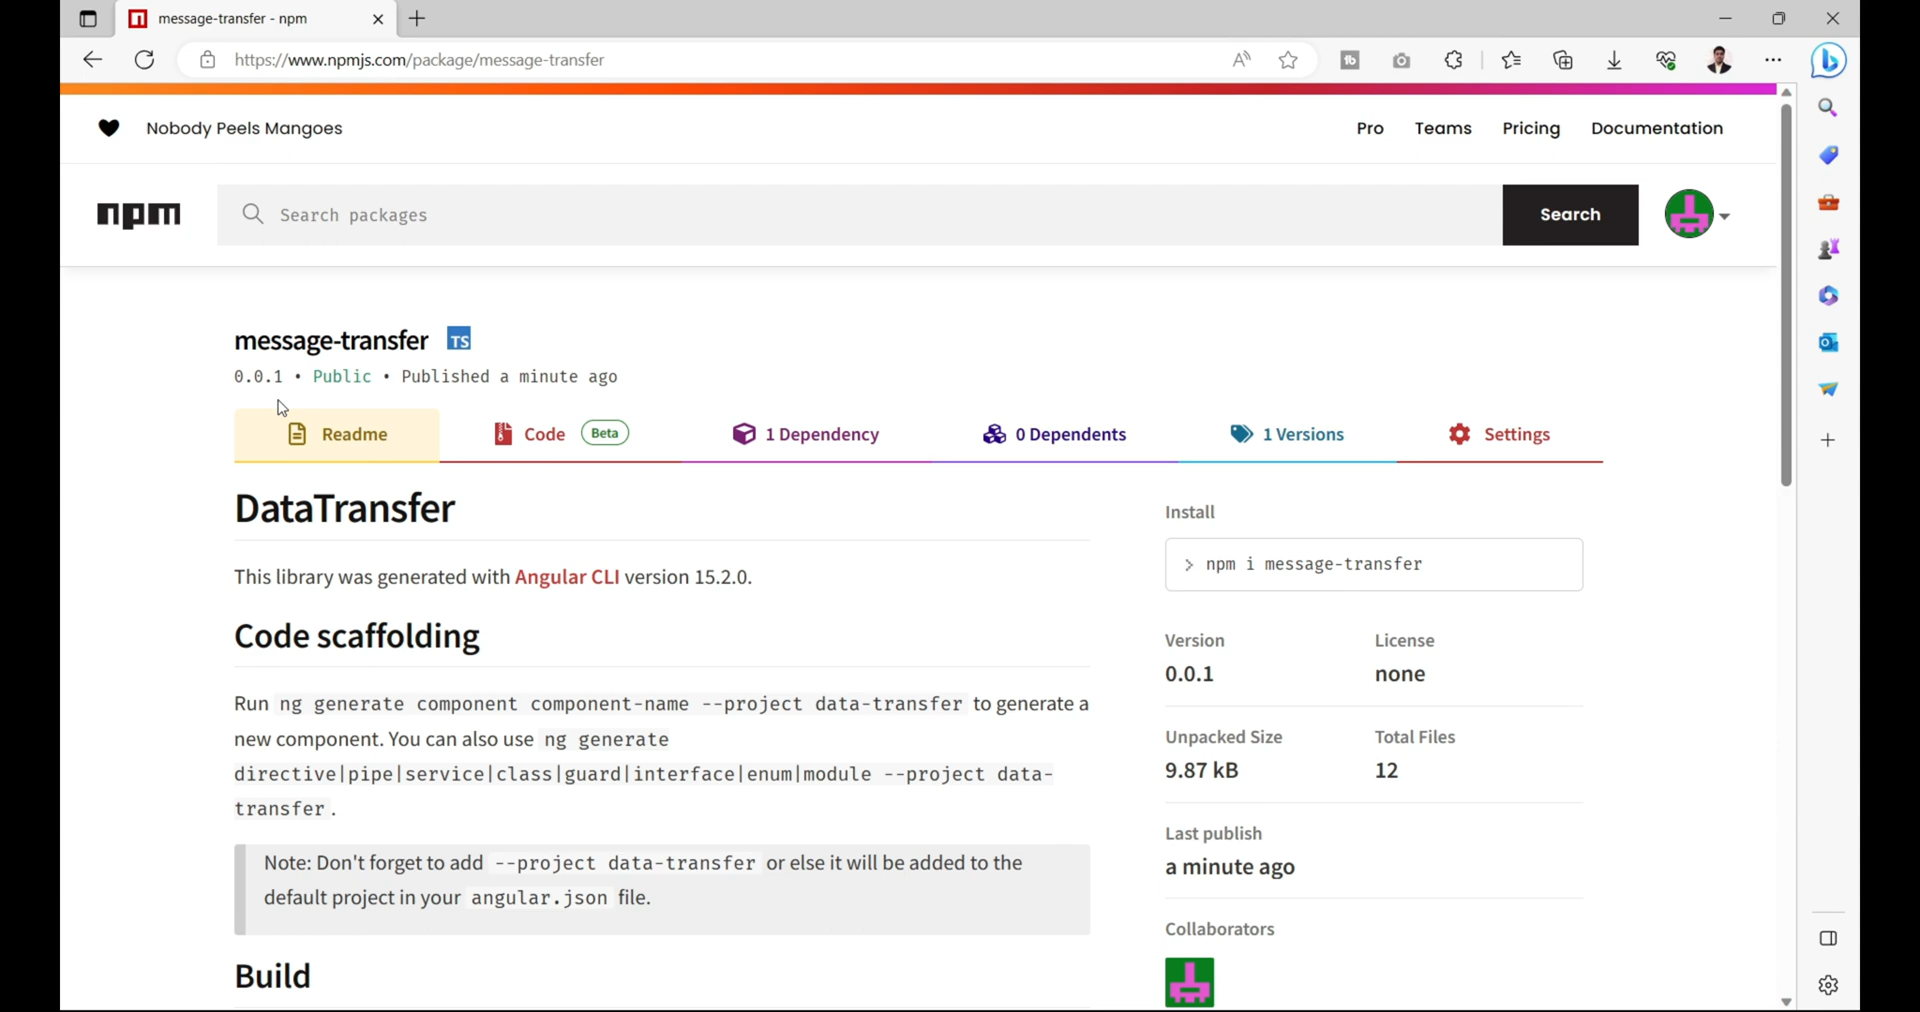 message-transfer - npm
https://www.npmjs.com/package/message-transfer
Nobody Peels Mangoes
Pro
Teams
Pricing
Documentation
npm
Search packages
Search
message-transfer TS
0.0.1 • Public • Published a minute ago
Readme
Code Beta
1 Dependency
0 Dependents
1 Versions
Settings
DataTransfer
This library was generated with Angular CLI version 15.2.0.
Code scaffolding
Run ng generate component component-name --project data-transfer to generate a
new component. You can also use ng generate
directive|pipe|service|class|guard|interface|enum|module --project data-
transfer.
Note: Don't forget to add --project data-transfer or else it will be added to the
default project in your angular.json file.
Build
Install
> npm i message-transfer
Version
License
0.0.1
none
Unpacked Size
Total Files
9.87 kB
12
Last publish
a minute ago
Collaborators